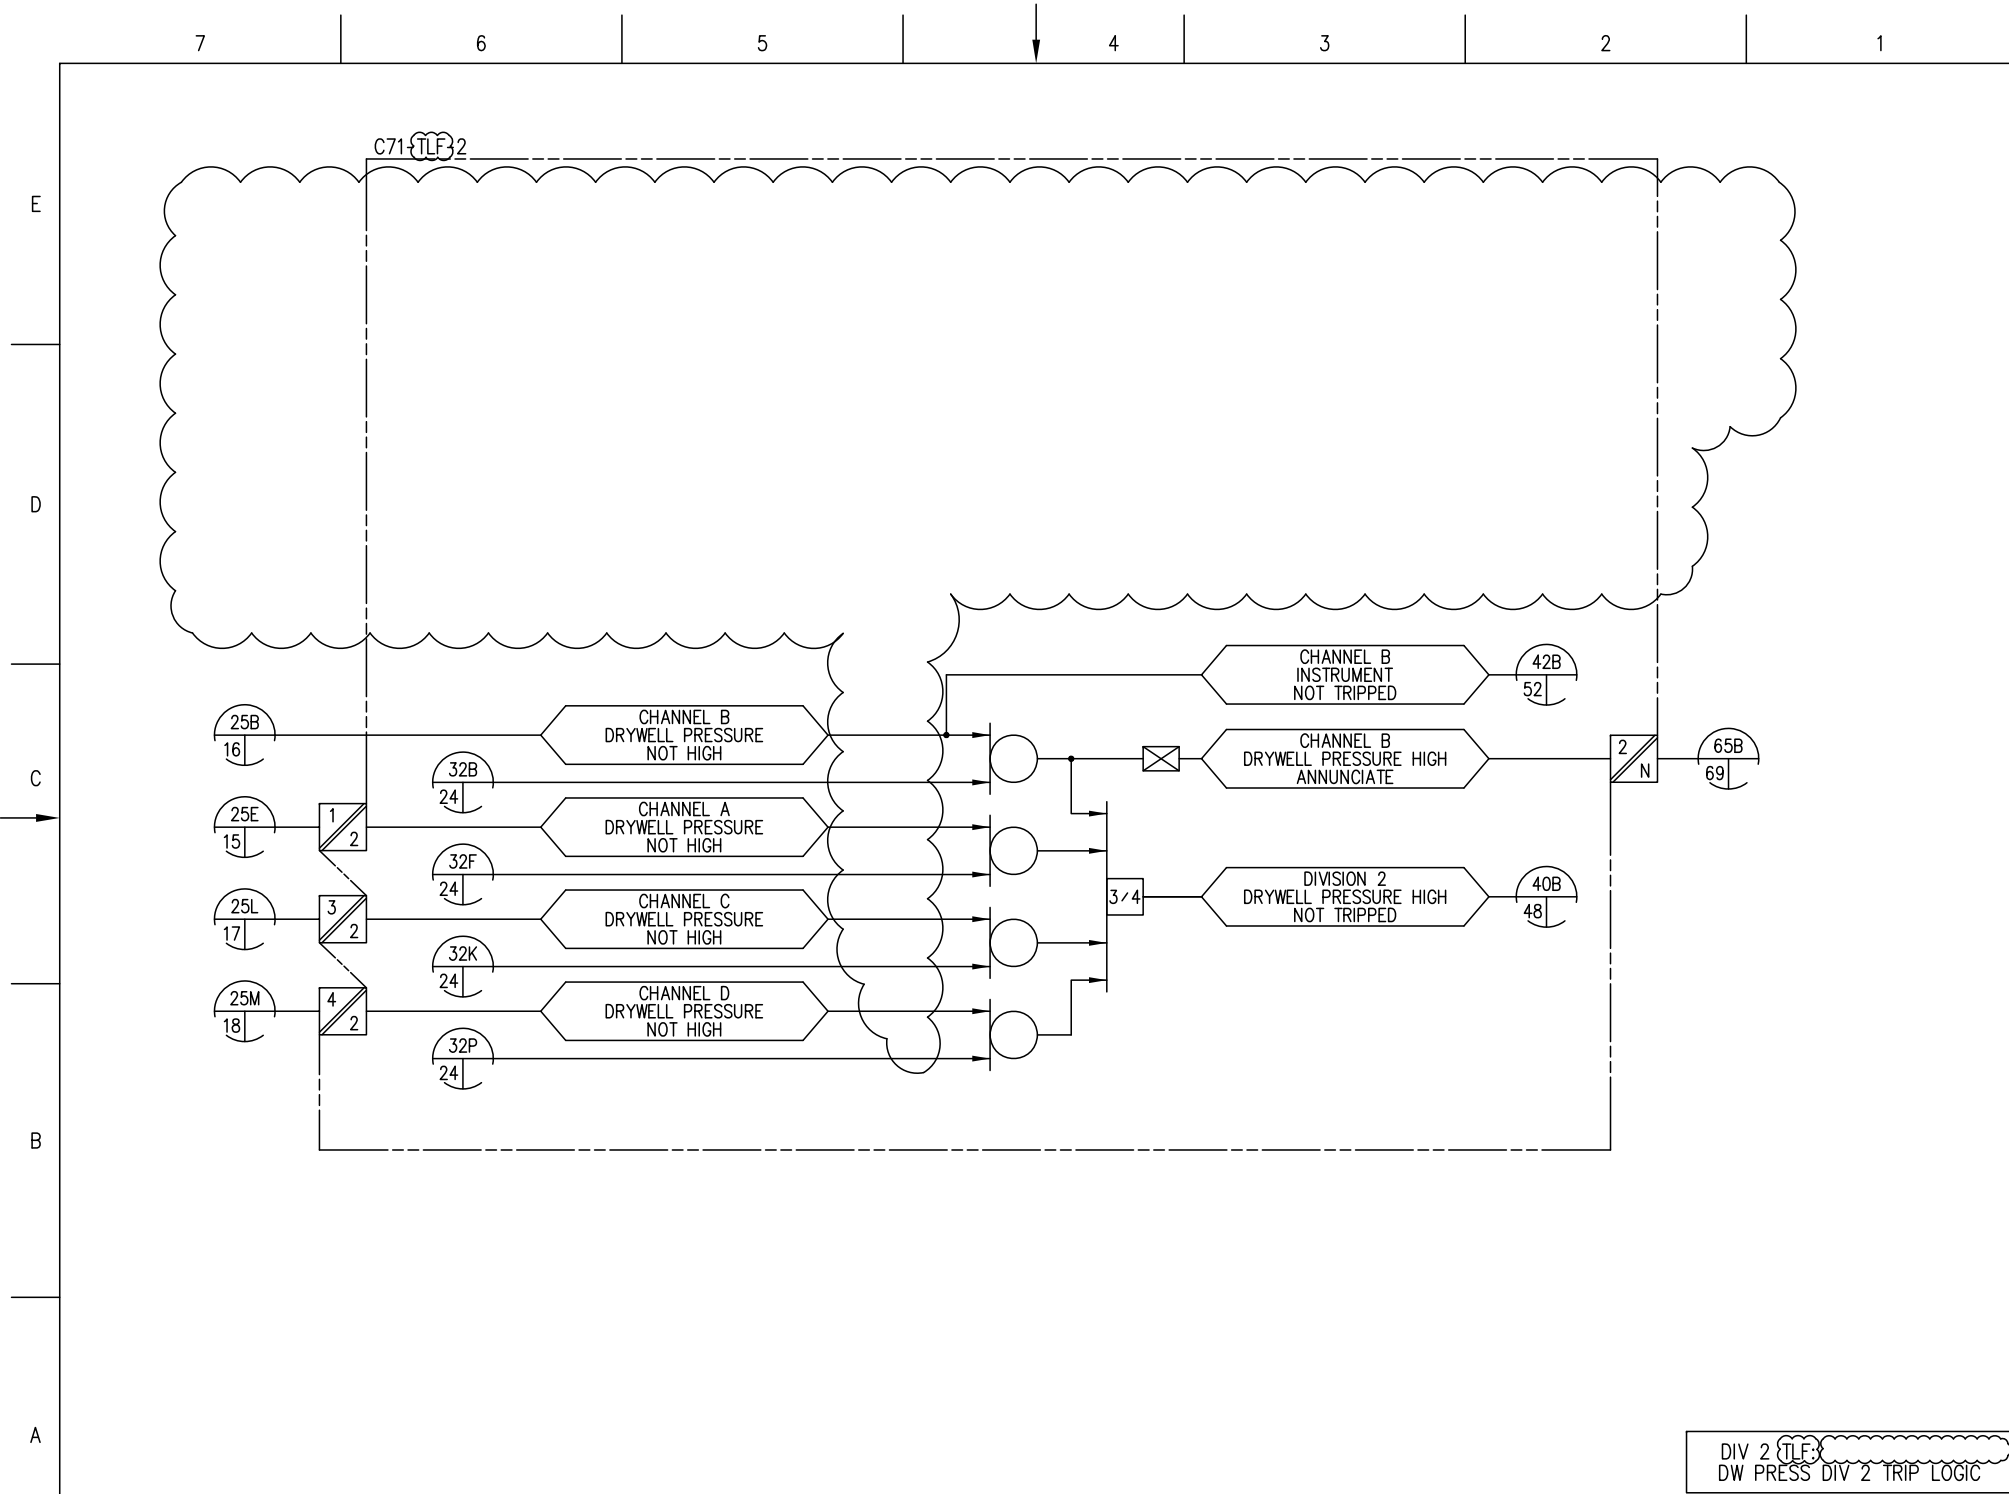 7 6 5 4 3 2 1
E
D
C
B
A
C71-TLF-2
CHANNEL B
INSTRUMENT
NOT TRIPPED
42B
52
25B
16
CHANNEL B
DRYWELL PRESSURE
NOT HIGH
CHANNEL B
DRYWELL PRESSURE HIGH
ANNUNCIATE
2
N
65B
69
32B
24
25E
15
1
2
CHANNEL A
DRYWELL PRESSURE
NOT HIGH
32F
24
3/4
DIVISION 2
DRYWELL PRESSURE HIGH
NOT TRIPPED
40B
48
25L
17
3
2
CHANNEL C
DRYWELL PRESSURE
NOT HIGH
32K
24
25M
18
4
2
CHANNEL D
DRYWELL PRESSURE
NOT HIGH
32P
24
DIV 2 TLF:
DW PRESS DIV 2 TRIP LOGIC